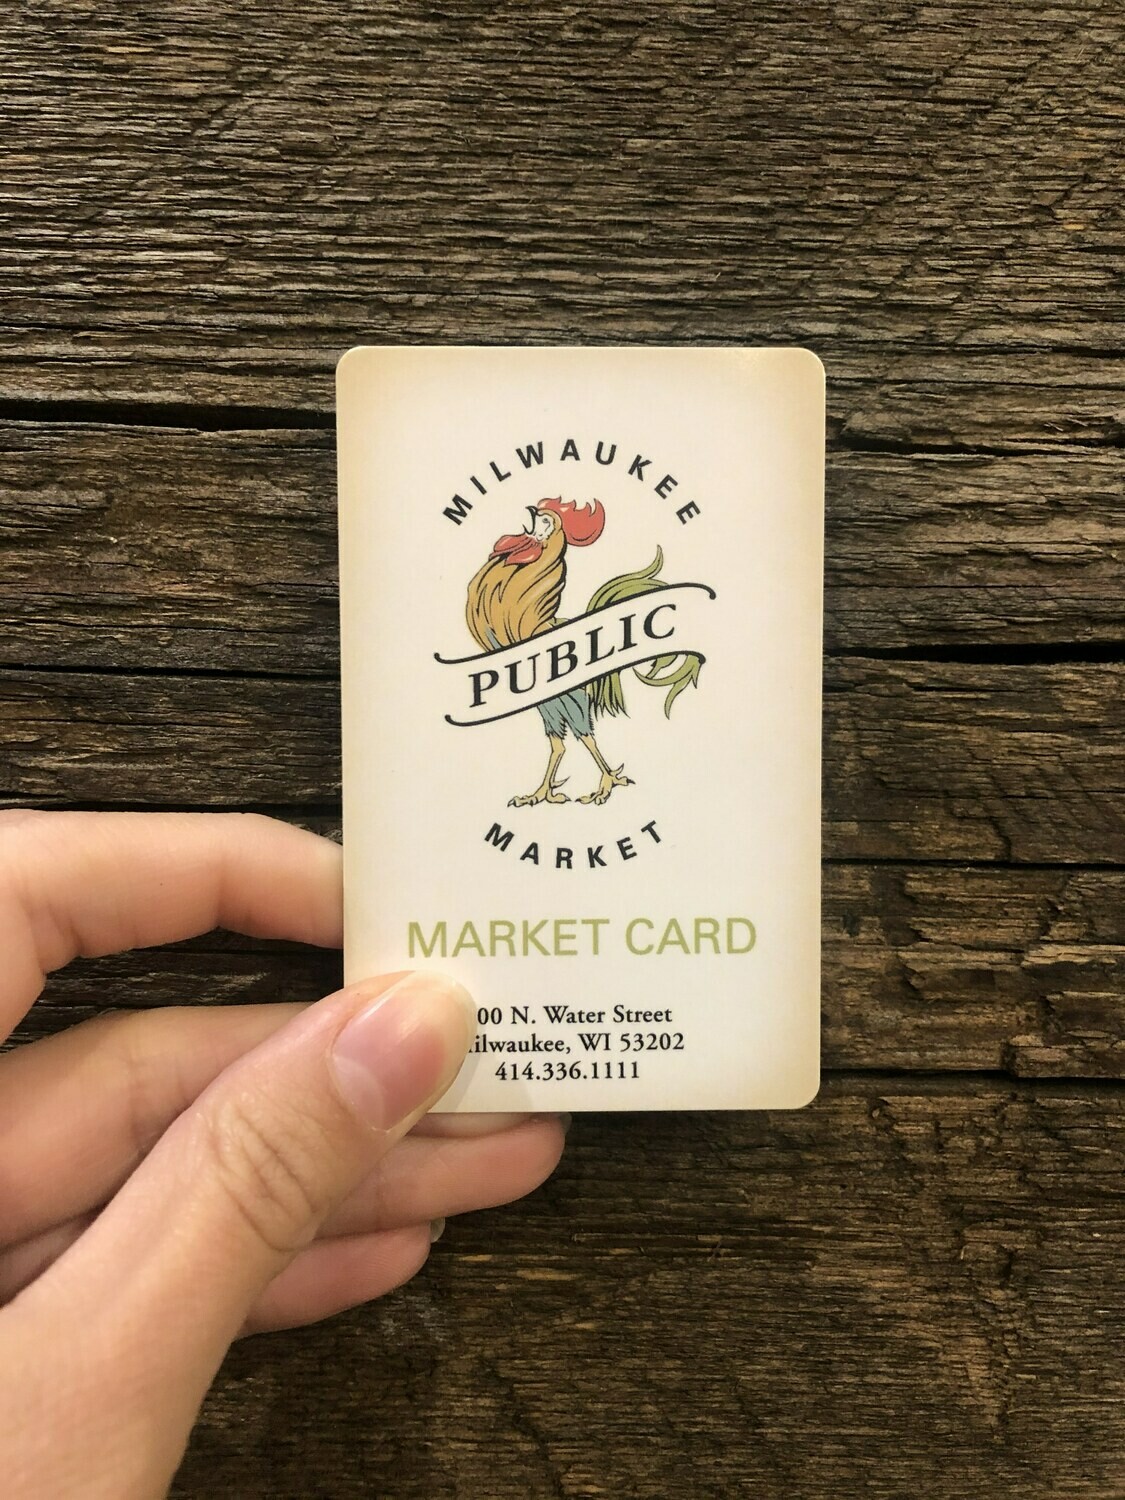 MILWAUKEE
PUBLIC
MARKET
MARKET CARD
00 N. Water Street
ilwaukee, WI 53202
414.336.1111